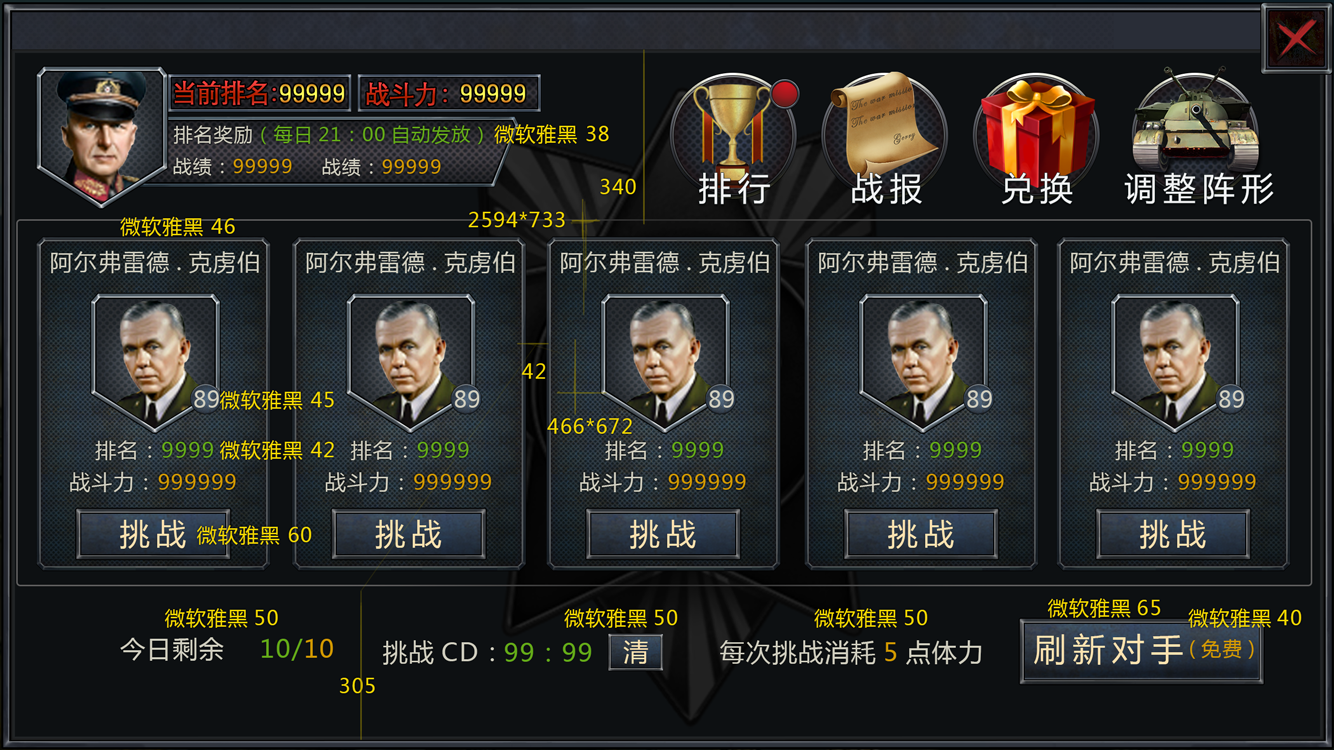 当前排名:99999
战斗力: 99999
排名奖励（每日 21：00 自动发放）
微软雅黑 38
战绩：99999 战绩：99999
340
The war missing
The war missing
排行
战报
兑换
调整阵形
微软雅黑 46
2594*733
阿尔弗雷德 . 克虏伯
阿尔弗雷德 . 克虏伯
阿尔弗雷德 . 克虏伯
阿尔弗雷德 . 克虏伯
阿尔弗雷德 . 克虏伯
42
89
微软雅黑 45
89
89
89
89
466*672
排名：9999
微软雅黑 42
排名：9999
排名：9999
排名：9999
排名：9999
战斗力：999999
战斗力：999999
战斗力：999999
战斗力：999999
战斗力：999999
挑战
微软雅黑 60
挑战
挑战
挑战
挑战
微软雅黑 50
微软雅黑 50
微软雅黑 50
微软雅黑 65
微软雅黑 40
今日剩余 10/10
挑战 CD：99：99
清
每次挑战消耗 5 点体力
刷新对手（免费）
305